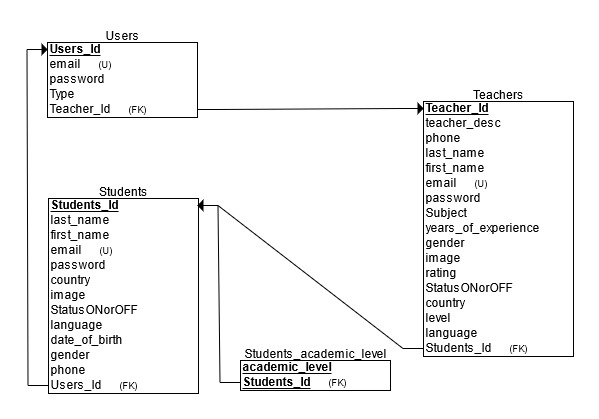 Users
Users_Id
email (U)
password
Type
Teacher_Id (FK)
Teachers
Teacher_Id
teacher_desc
phone
last_name
first_name
email (U)
password
Subject
years_of_experience
gender
image
rating
StatusONorOFF
country
level
language
Students_Id (FK)
Students
Students_Id
last_name
first_name
email (U)
password
country
image
StatusONorOFF
language
date_of_birth
gender
phone
Users_Id (FK)
Students_academic_level
academic_level
Students_Id (FK)